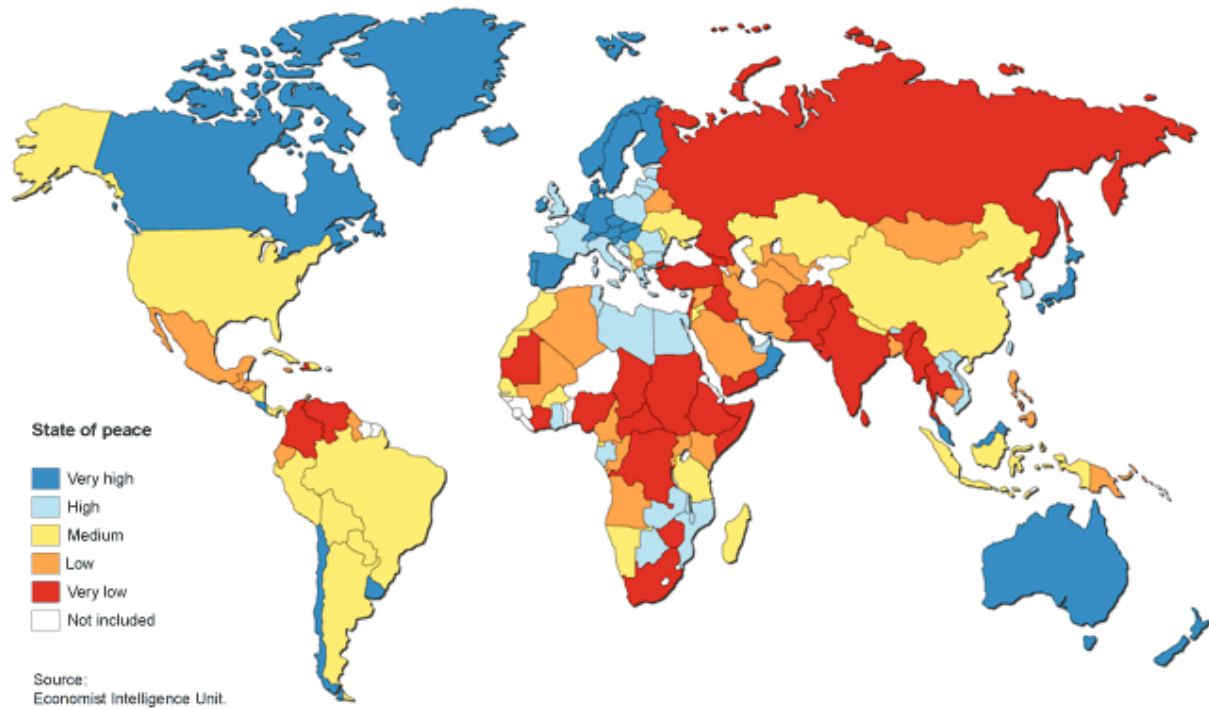 State of peace
Very high
High
Medium
Low
Very low
Not included
Source:
Economist Intelligence Unit.